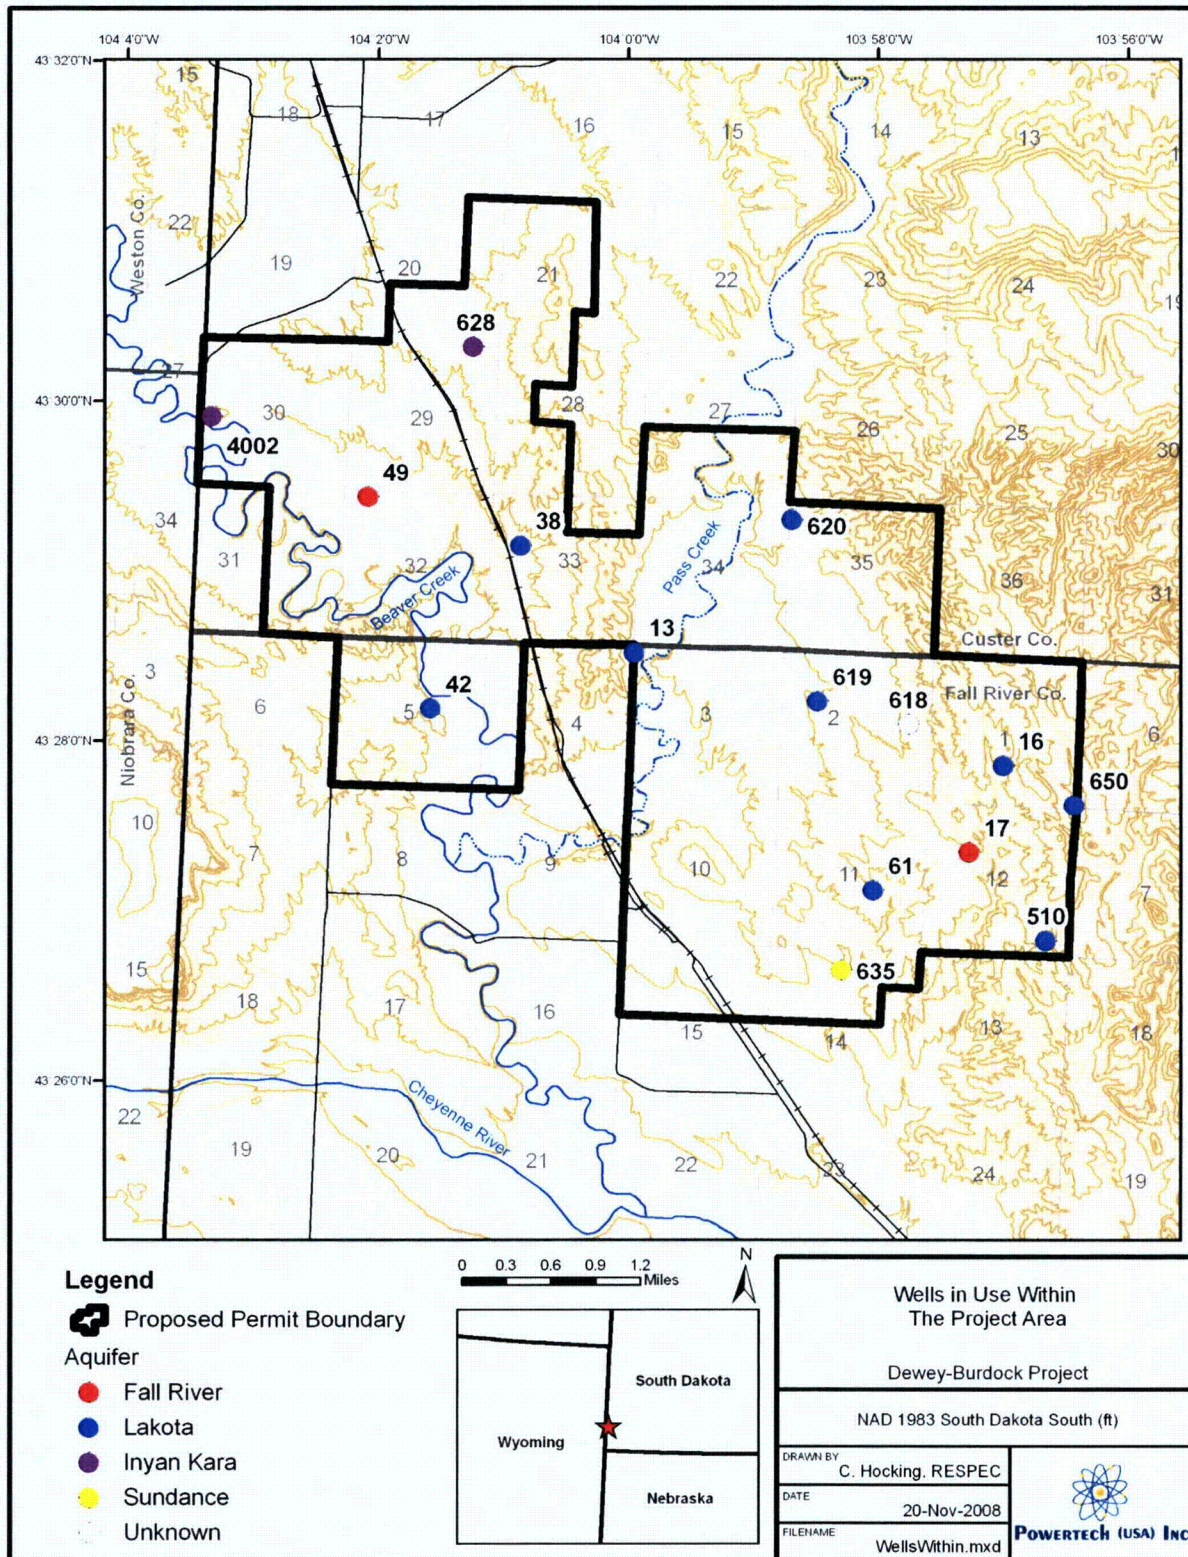 104 4'0"W 104 2'0"W 104 0'0"W 103 58'0"W 103 56'0"W
43 32'0"N
15 18 17 16 15 14 13
Weston Co.
22 19 20 21 22 23 24
628
43 30'0"N
27 30 29 28 27 26 25 30
4002 49 38 620
34 31 32 33 34 35 36 31
Beaver Creek
Pass Creek
13
Custer Co.
Fall River Co.
Niobrara Co.
3 6 5 4 3 2 1 6
42 619 618 16
43 28'0"N
650
17
10 7 8 9 10 11 12 7
61
510
635
15 18 17 16 15 14 13 18
43 26'0"N
Cheyenne River
22 19 20 21 22 23 24 19
Legend
Proposed Permit Boundary
Aquifer
Fall River
Lakota
Inyan Kara
Sundance
Unknown
0 0.3 0.6 0.9 1.2
Miles
N
South Dakota
Wyoming
Nebraska
Wells in Use Within
The Project Area
Dewey-Burdock Project
NAD 1983 South Dakota South (ft)
DRAWN BY
C. Hocking, RESPEC
DATE
20-Nov-2008
FILENAME
WellsWithin.mxd
POWERTECH (USA) INC